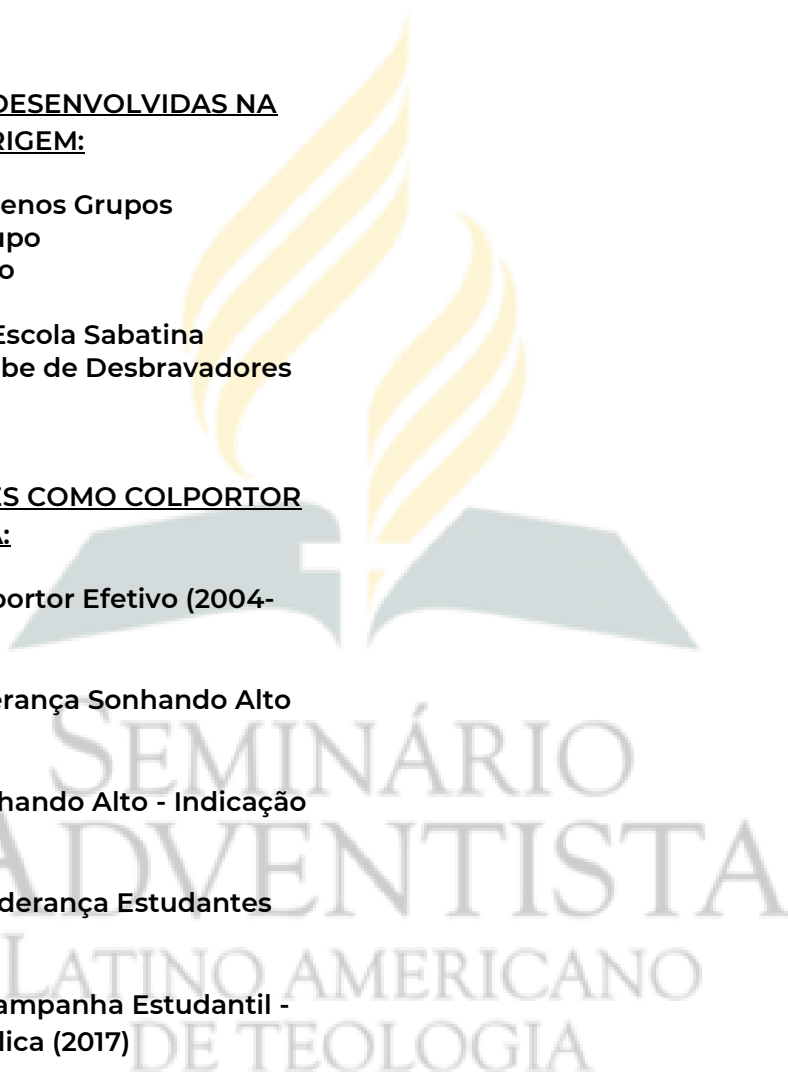 DESENVOLVIDAS NA
RIGEM:
enos Grupos
upo
o
Escola Sabatina
be de Desbravadores
ES COMO COLPORTOR
A:
portor Efetivo (2004-
erança Sonhando Alto
hando Alto - Indicação
derança Estudantes
ampanha Estudantil -
lica (2017)
SEMINÁRIO
ADVENTISTA
LATINO AMERICANO
DE TEOLOGIA